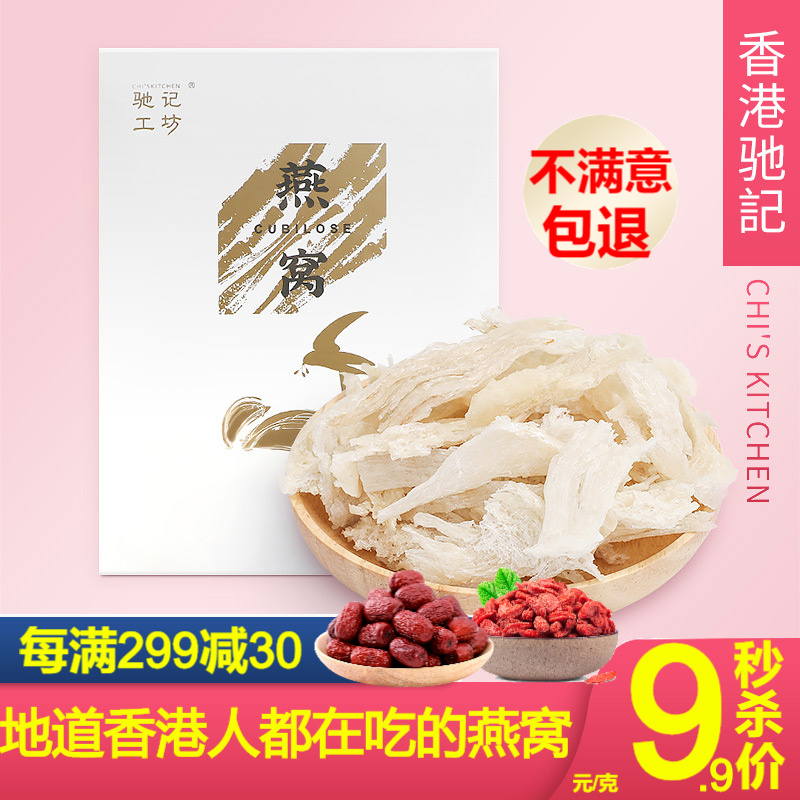 CHI'SKITCHEN ®
驰记
工坊
燕
CUBILOSE
窝
不满意
包退
香港驰記
CHI'S KITCHEN
每满299减30
地道香港人都在吃的燕窝
9.9
元/克
秒杀价